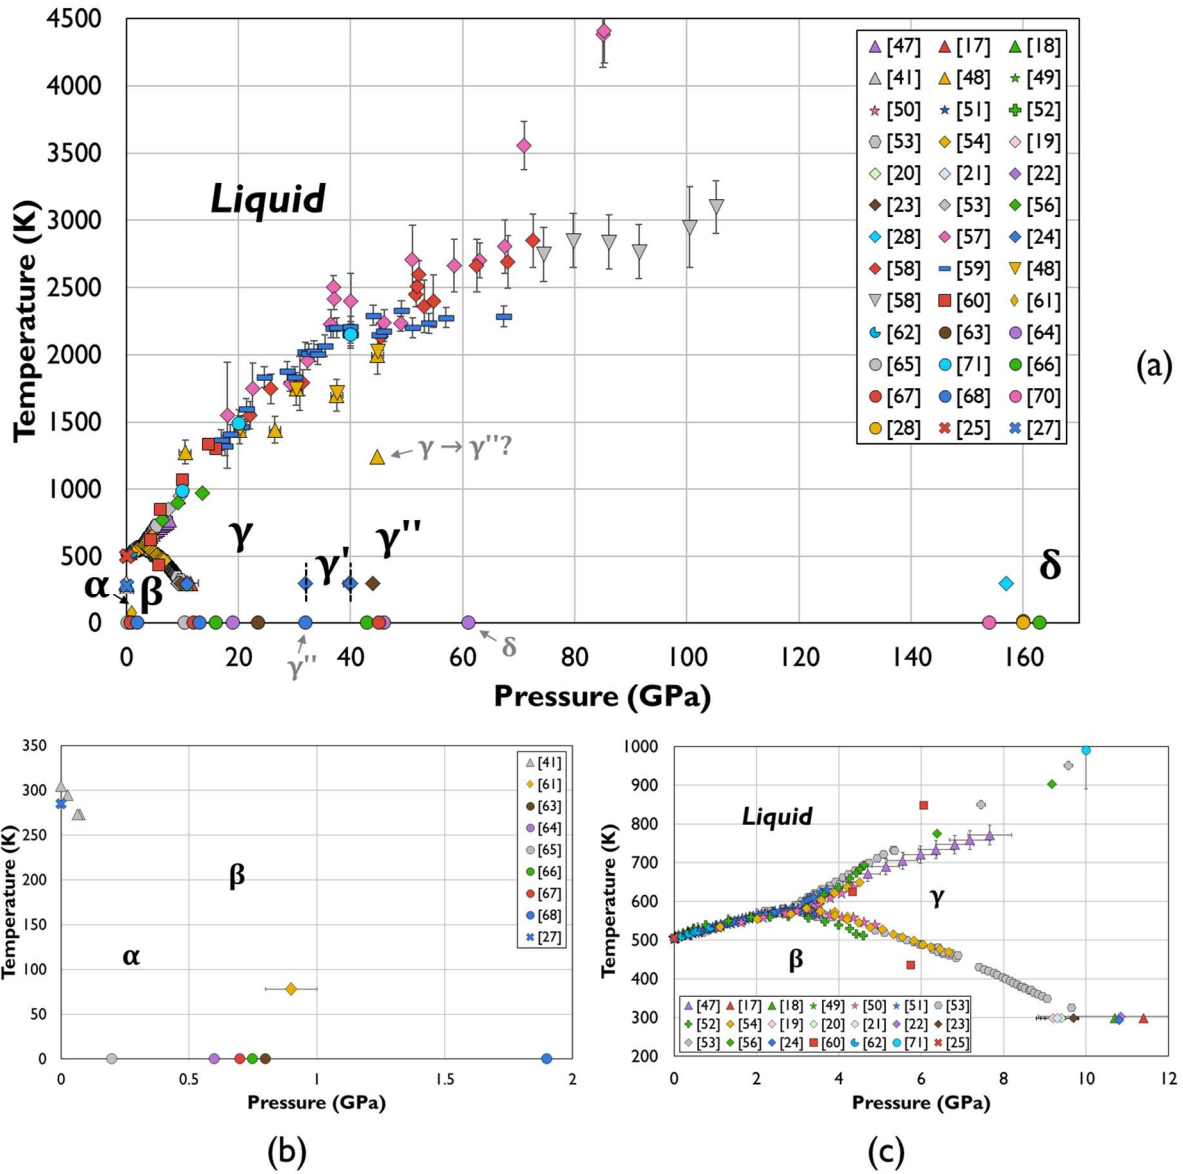 4500
4000
3500
3000
2500
2000
1500
1000
500
0
Temperature (K)
Liquid
[47] [17] [18]
[41] [48] [49]
[50] [51] [52]
[53] [54] [19]
[20] [21] [22]
[23] [53] [56]
[28] [57] [24]
[58] [59] [48]
[58] [60] [61]
[62] [63] [64]
[65] [71] [66]
[67] [68] [70]
[28] [25] [27]
(a)
γ → γ''?
γ
γ''
γ'
α
β
δ
γ''
δ
0 20 40 60 80 100 120 140 160
Pressure (GPa)
350
300
250
200
150
100
50
0
Temperature (K)
[41]
[61]
[63]
[64]
[65]
[66]
[67]
[68]
[27]
β
α
0 0.5 1 1.5 2
Pressure (GPa)
(b)
1000
900
800
700
600
500
400
300
200
Temperature (K)
Liquid
γ
β
[47] [17] [18] [49] [50] [51] [53]
[52] [54] [19] [20] [21] [22] [23]
[53] [56] [24] [60] [62] [71] [25]
0 2 4 6 8 10 12
Pressure (GPa)
(c)